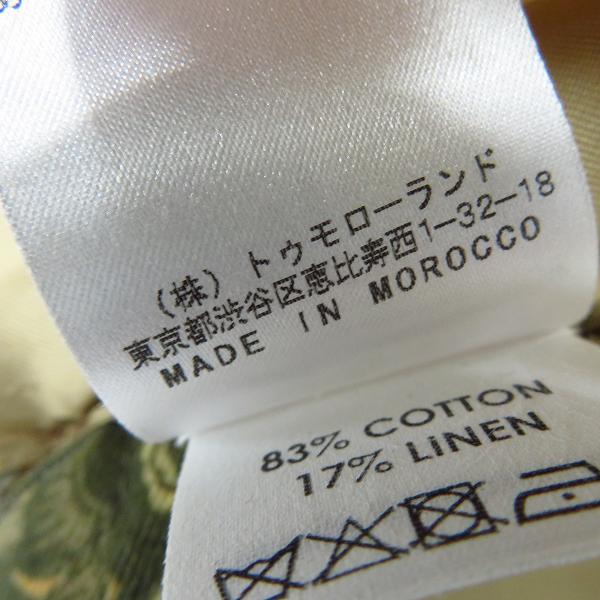 (株)トゥモローランド
東京都渋谷区恵比寿西1-32-18
MADE IN MOROCCO
83% COTTON
17% LINEN